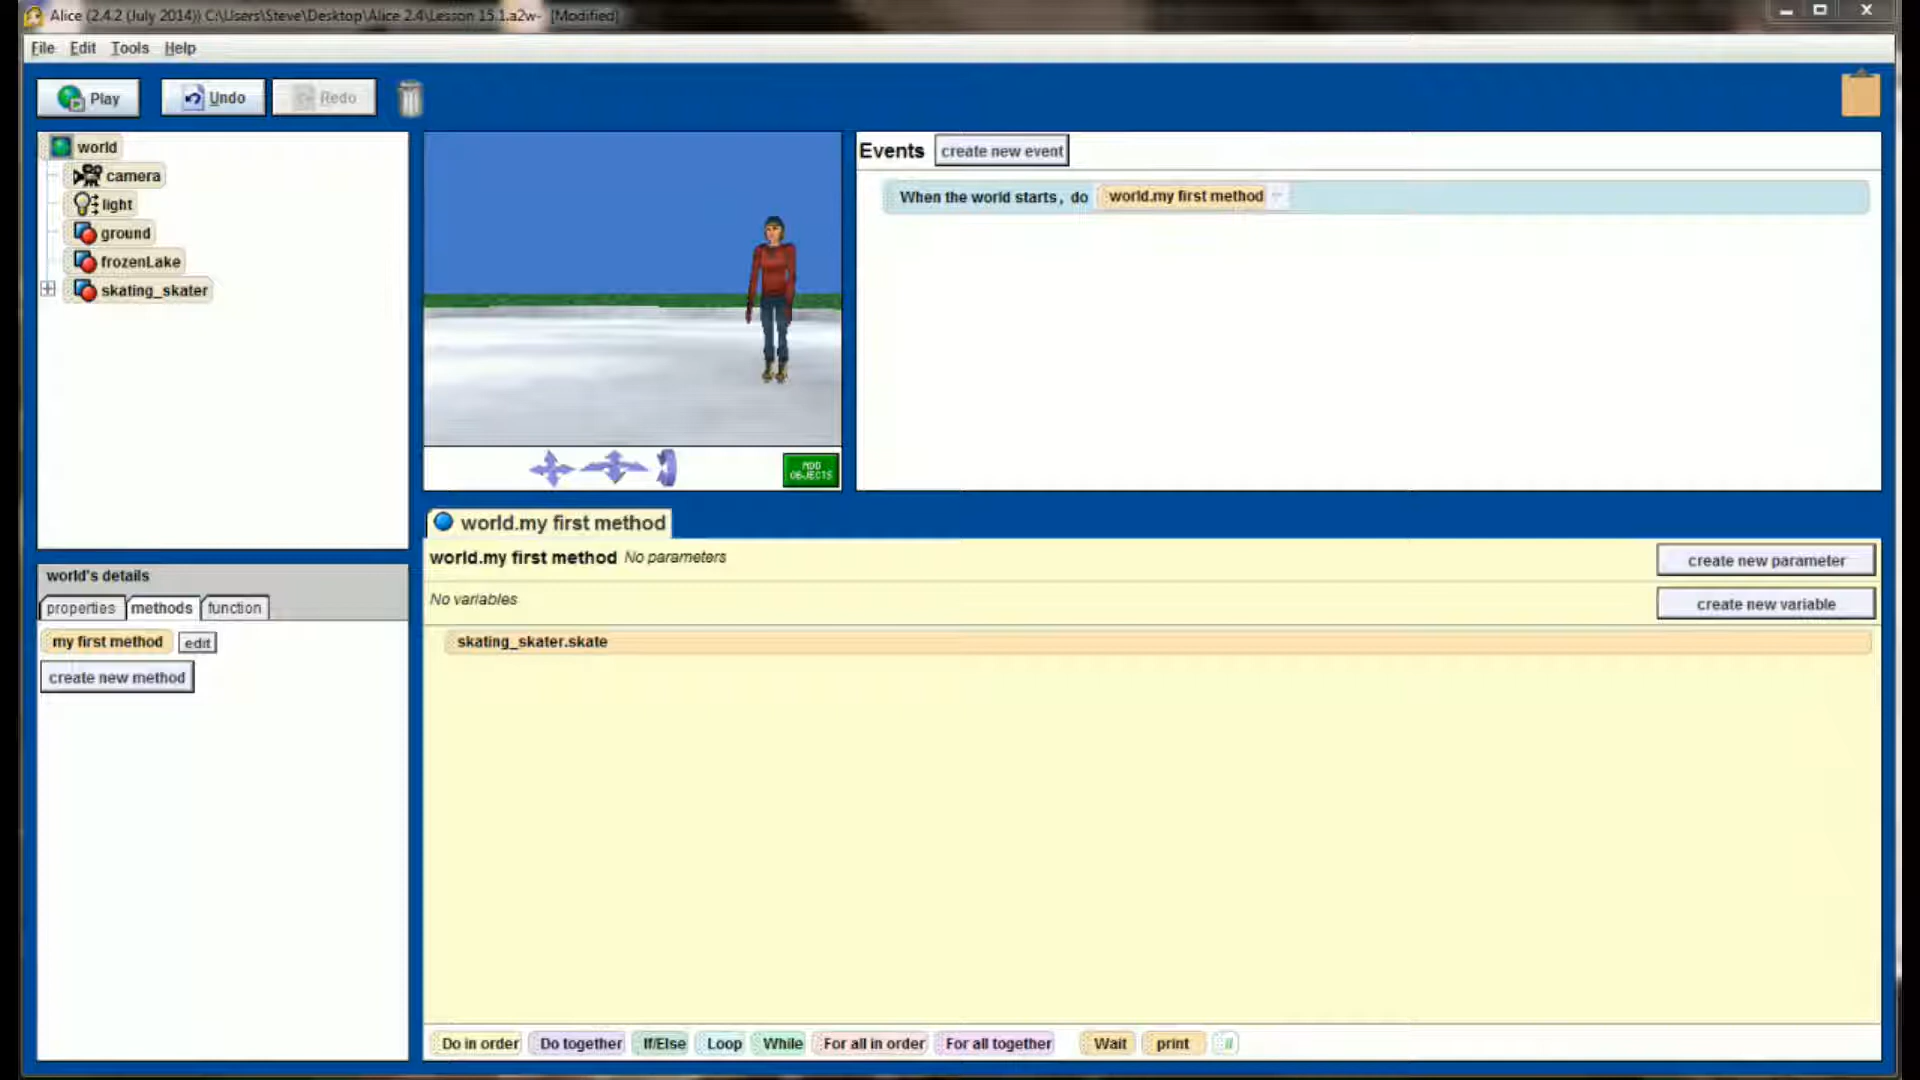 Alice (2.4.2 (July 2014)) C:\Users\Steve\Desktop\Alice 2.4\Lesson 15.1.a2w- [Modified]
File Edit Tools Help
Play Undo Redo
world
camera
light
ground
frozenLake
skating_skater
ADD OBJECTS
Events create new event
When the world starts, do world.my first method
world's details
properties methods function
my first method edit
create new method
world.my first method
world.my first method No parameters create new parameter
No variables create new variable
skating_skater.skate
Do in order Do together If/Else Loop While For all in order For all together Wait print //